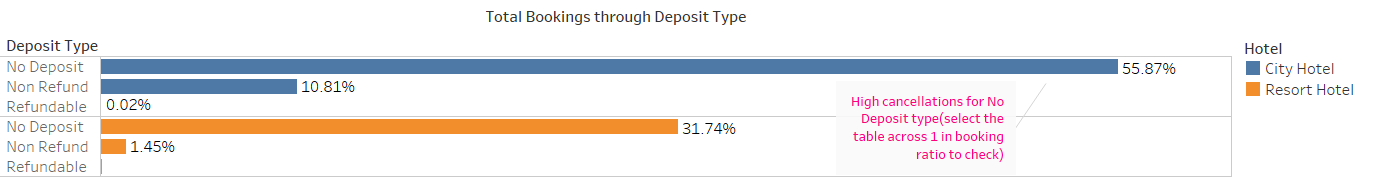 Total Bookings through Deposit Type
Deposit Type
No Deposit
55.87%
Non Refund
10.81%
Refundable
0.02%
No Deposit
31.74%
Non Refund
1.45%
Refundable
High cancellations for No
Deposit type(select the
table across 1 in booking
ratio to check)
Hotel
City Hotel
Resort Hotel